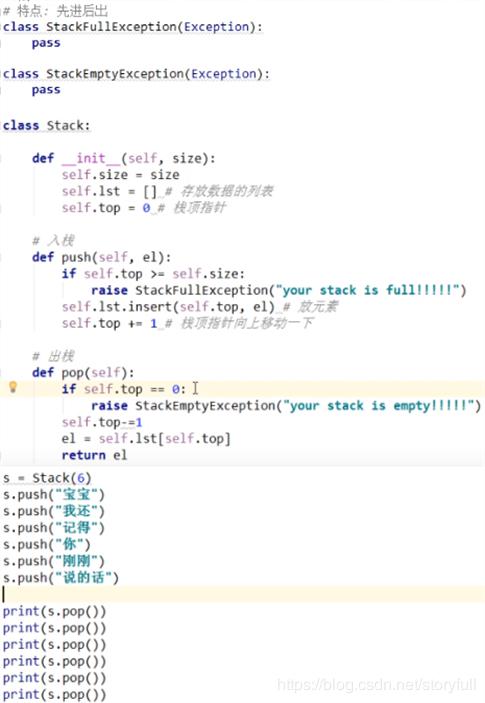 # 特点: 先进后出
class StackFullException(Exception):
    pass
class StackEmptyException(Exception):
    pass
class Stack:
    def __init__(self, size):
        self.size = size
        self.lst = [] # 存放数据的列表
        self.top = 0 # 栈顶指针
    # 入栈
    def push(self, el):
        if self.top >= self.size:
            raise StackFullException("your stack is full!!!!!")
        self.lst.insert(self.top, el) # 放元素
        self.top += 1 # 栈顶指针向上移动一下
    # 出栈
    def pop(self):
        if self.top == 0:
            raise StackEmptyException("your stack is empty!!!!!")
        self.top-=1
        el = self.lst[self.top]
        return el
s = Stack(6)
s.push("宝宝")
s.push("我还")
s.push("记得")
s.push("你")
s.push("刚刚")
s.push("说的话")
print(s.pop())
print(s.pop())
print(s.pop())
print(s.pop())
print(s.pop())
print(s.pop())
https://blog.csdn.net/storyfull